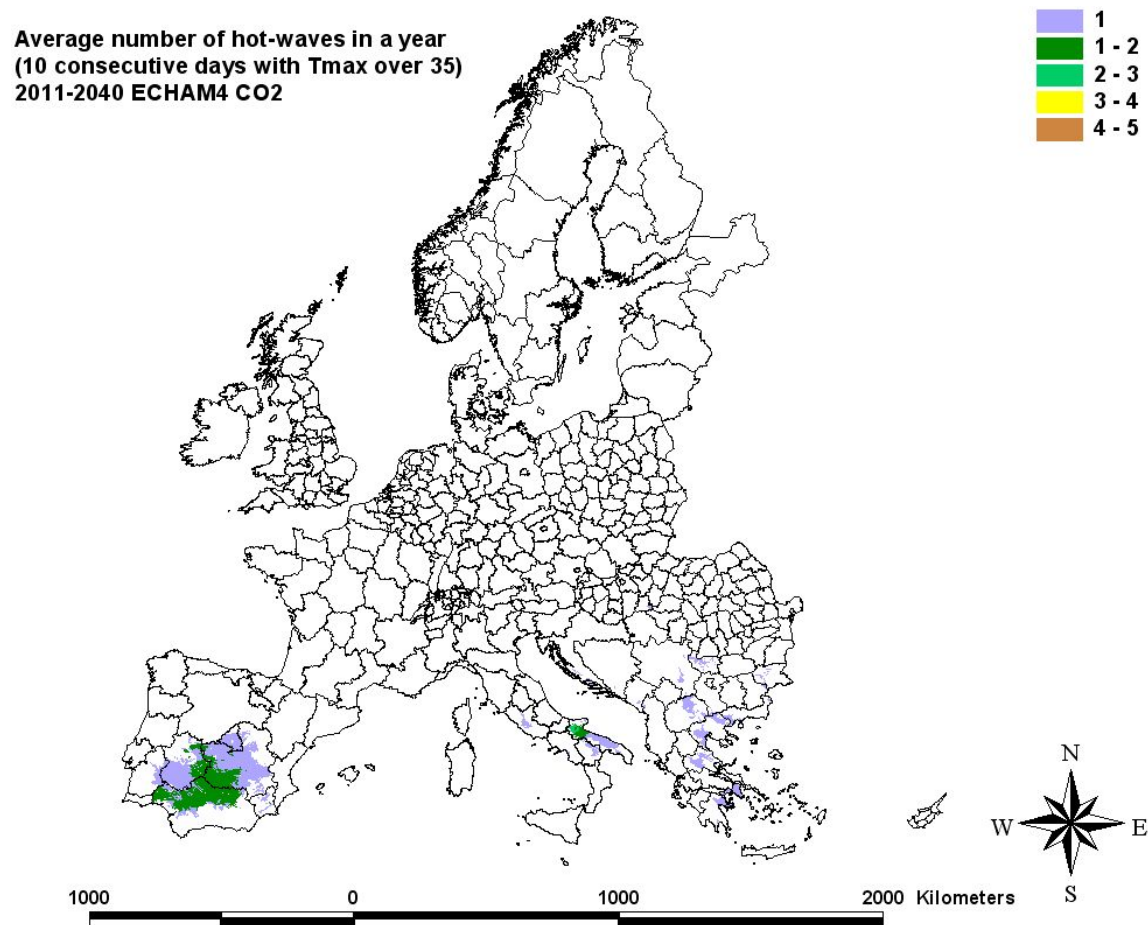 Average number of hot-waves in a year
(10 consecutive days with Tmax over 35)
2011-2040 ECHAM4 CO2
1
1 - 2
2 - 3
3 - 4
4 - 5
N
W
E
S
1000
0
1000
2000 Kilometers